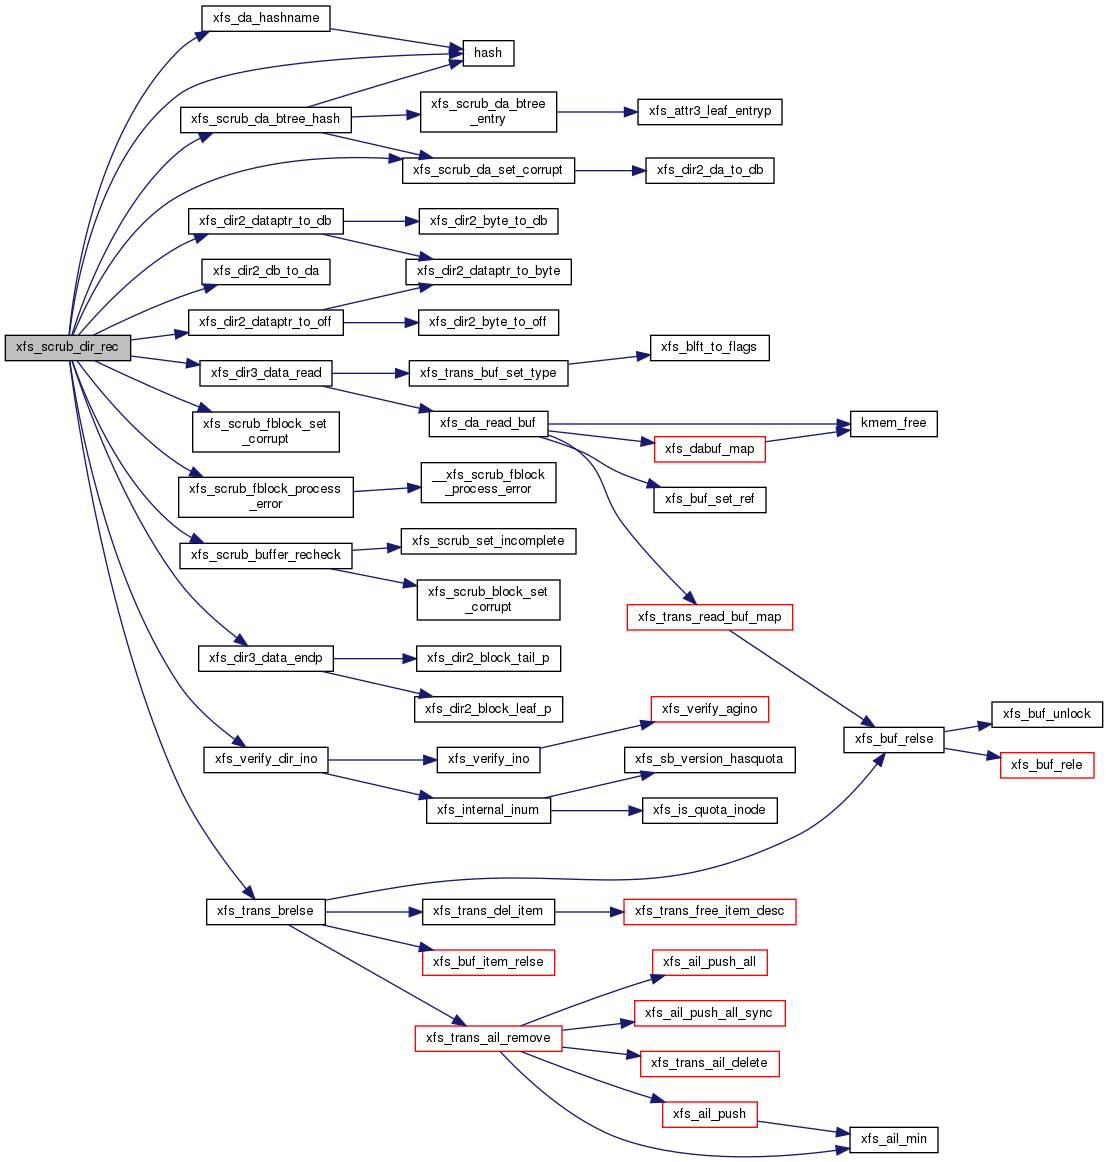 xfs_da_hashname
hash
xfs_scrub_da_btree
_entry
xfs_attr3_leaf_entryp
xfs_scrub_da_btree_hash
xfs_scrub_da_set_corrupt
xfs_dir2_da_to_db
xfs_dir2_dataptr_to_db
xfs_dir2_byte_to_db
xfs_dir2_db_to_da
xfs_dir2_dataptr_to_byte
xfs_dir2_dataptr_to_off
xfs_dir2_byte_to_off
xfs_scrub_dir_rec
xfs_blft_to_flags
xfs_dir3_data_read
xfs_trans_buf_set_type
xfs_scrub_fblock_set
_corrupt
xfs_da_read_buf
kmem_free
xfs_dabuf_map
xfs_scrub_fblock_process
_error
__xfs_scrub_fblock
_process_error
xfs_buf_set_ref
xfs_scrub_buffer_recheck
xfs_scrub_set_incomplete
xfs_scrub_block_set
_corrupt
xfs_trans_read_buf_map
xfs_dir3_data_endp
xfs_dir2_block_tail_p
xfs_dir2_block_leaf_p
xfs_verify_agino
xfs_buf_unlock
xfs_buf_relse
xfs_buf_rele
xfs_verify_dir_ino
xfs_verify_ino
xfs_sb_version_hasquota
xfs_internal_inum
xfs_is_quota_inode
xfs_trans_brelse
xfs_trans_del_item
xfs_trans_free_item_desc
xfs_buf_item_relse
xfs_ail_push_all
xfs_ail_push_all_sync
xfs_trans_ail_remove
xfs_trans_ail_delete
xfs_ail_push
xfs_ail_min